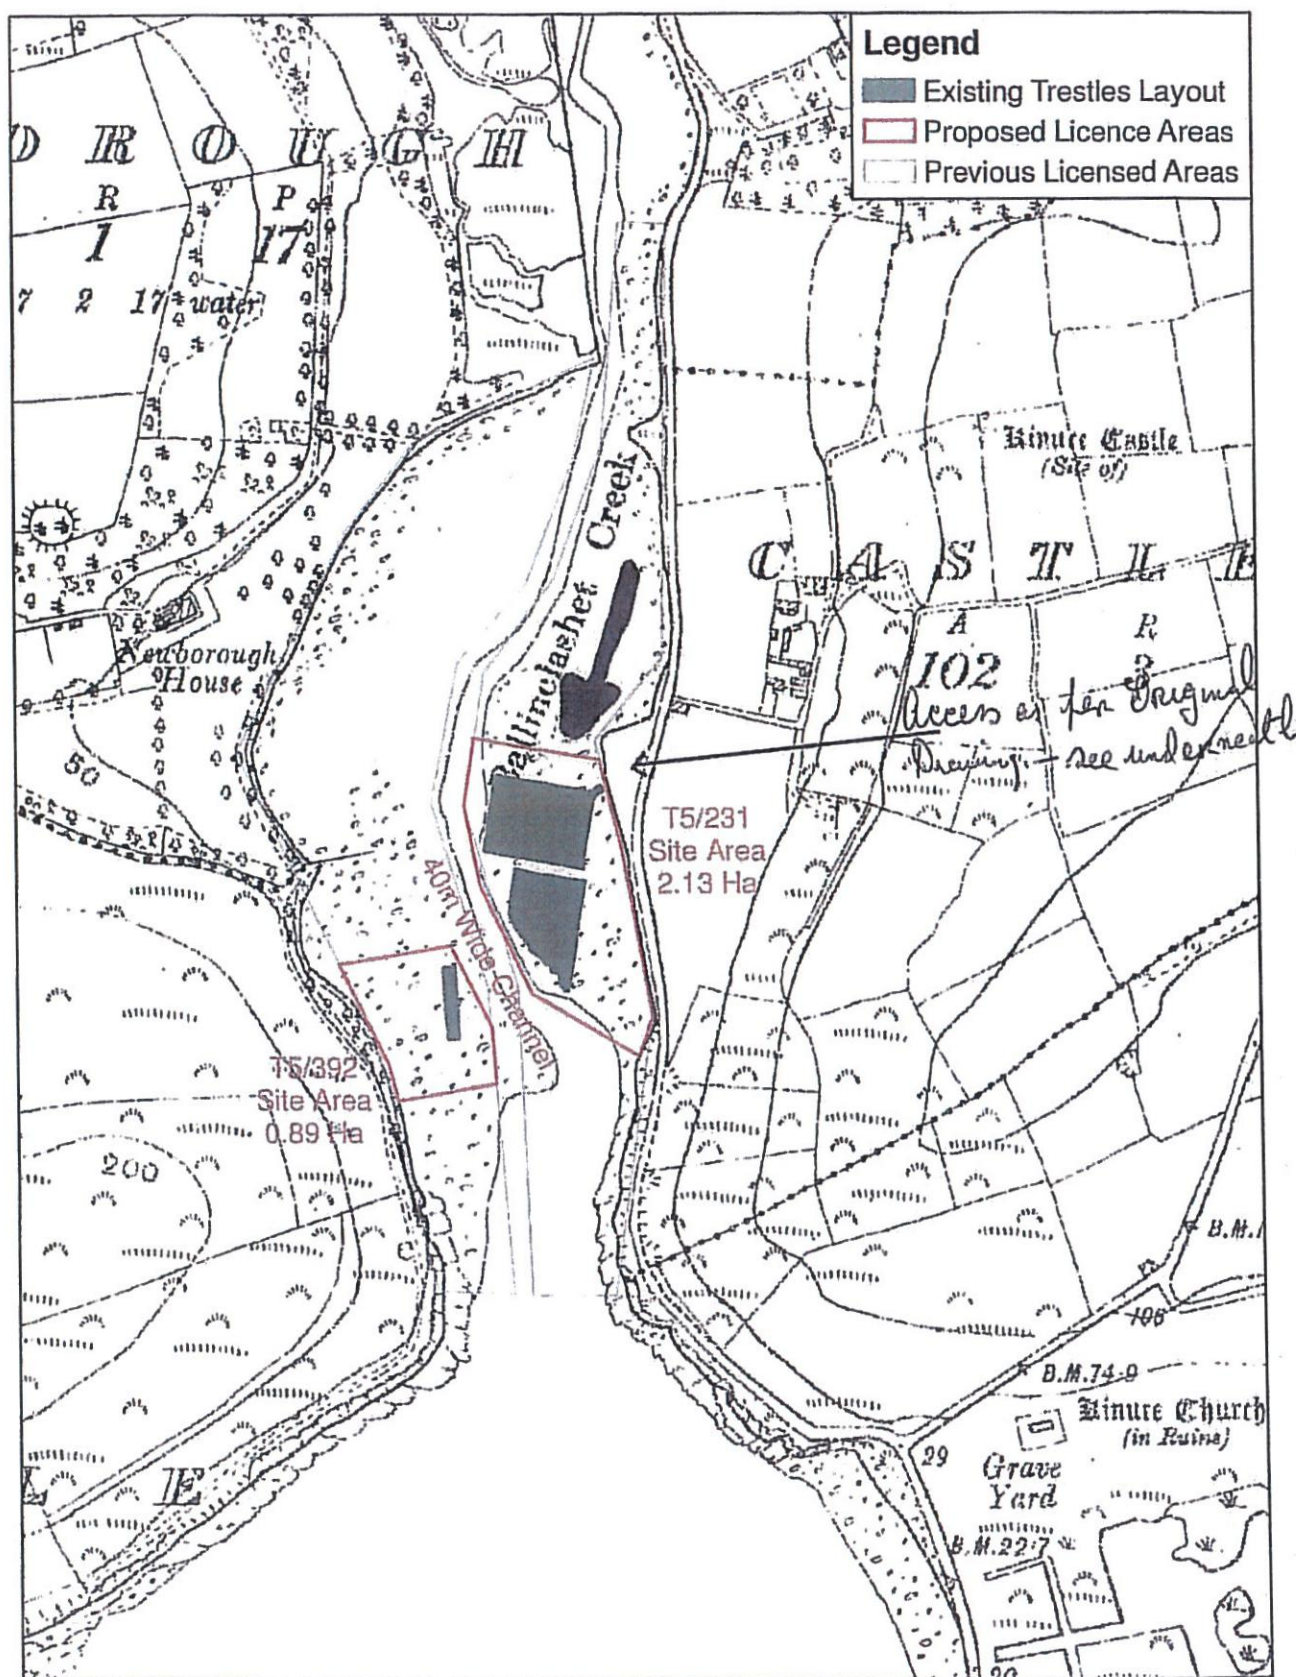 Legend
Existing Trestles Layout
Proposed Licence Areas
Previous Licensed Areas
O R O U G H
R P
1 17
7 2 17
water
Creek
Kinure Castle
(Site of)
C A S T L E
A R
102 3
Newborough
House
Access as per Original
Drawing - see underneath
50
T5/231
Site Area
2.13 Ha
40m Wide Channel
T5/392
Site Area
0.89 Ha
200
B.M.
106
B.M.74·9
Kinure Church
(in Ruins)
29
Grave
Yard
B.M.22·7
L E